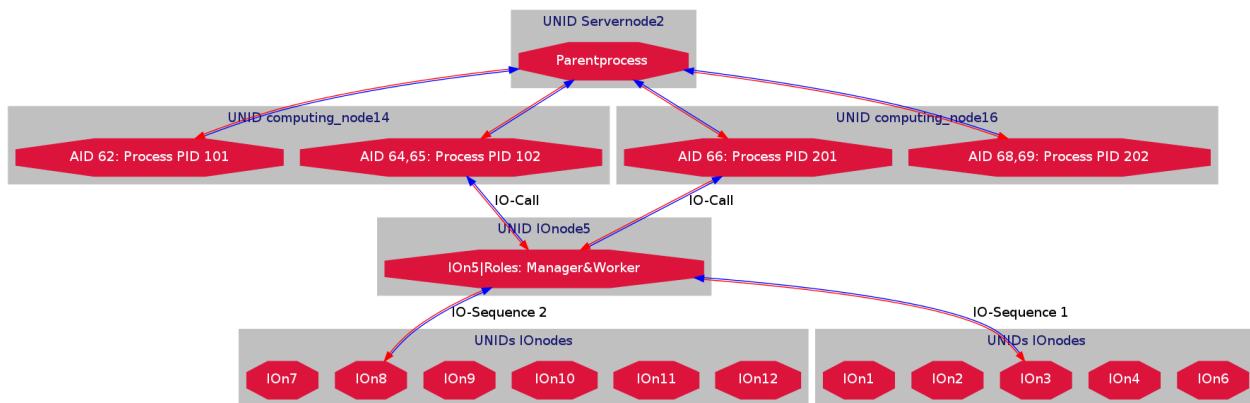 UNID Servernode2
Parentprocess
UNID computing_node14
UNID computing_node16
AID 62: Process PID 101
AID 64,65: Process PID 102
AID 66: Process PID 201
AID 68,69: Process PID 202
IO-Call
IO-Call
UNID IOnode5
IOn5|Roles: Manager&Worker
IO-Sequence 2
IO-Sequence 1
UNIDs IOnodes
UNIDs IOnodes
IOn7
IOn8
IOn9
IOn10
IOn11
IOn12
IOn1
IOn2
IOn3
IOn4
IOn6